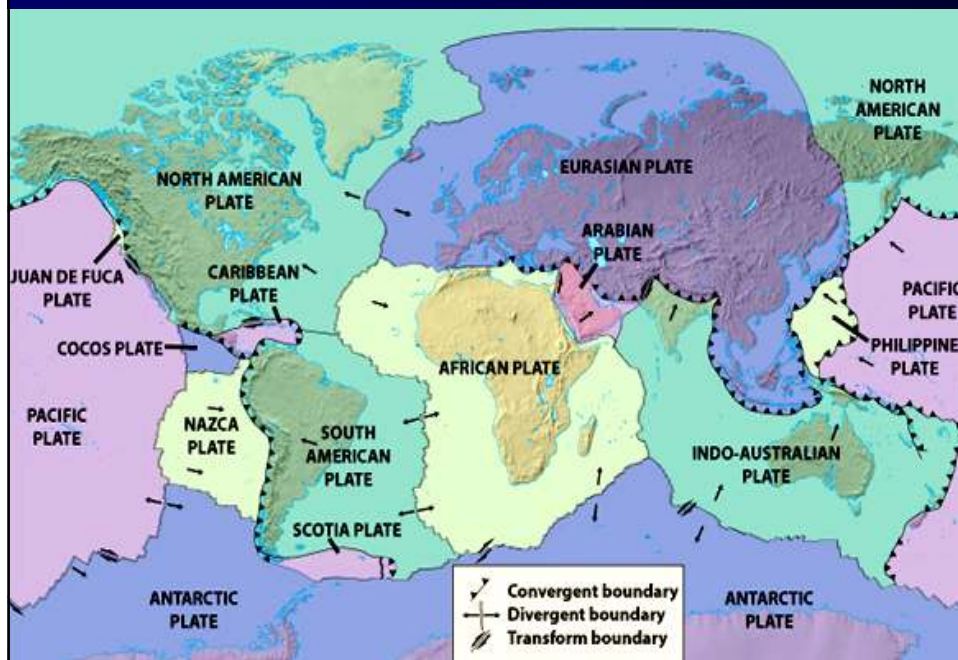 NORTH
AMERICAN
PLATE
EURASIAN PLATE
NORTH AMERICAN
PLATE
ARABIAN
PLATE
JUAN DE FUCA
PLATE
CARIBBEAN
PLATE
PACIFIC
PLATE
COCOS PLATE
PHILIPPINE
PLATE
AFRICAN PLATE
PACIFIC
PLATE
NAZCA
PLATE
SOUTH
AMERICAN
PLATE
INDO-AUSTRALIAN
PLATE
SCOTIA PLATE
ANTARCTIC
PLATE
Convergent boundary
Divergent boundary
Transform boundary
ANTARCTIC
PLATE